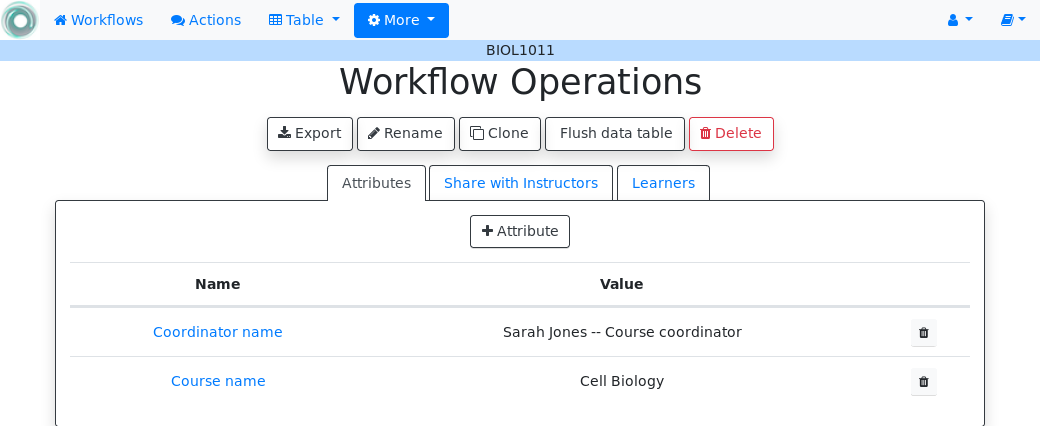 Workflows Actions Table More
BIOL1011
Workflow Operations
Export Rename Clone Flush data table Delete
Attributes Share with Instructors Learners
Attribute
Name Value
Coordinator name Sarah Jones -- Course coordinator
Course name Cell Biology